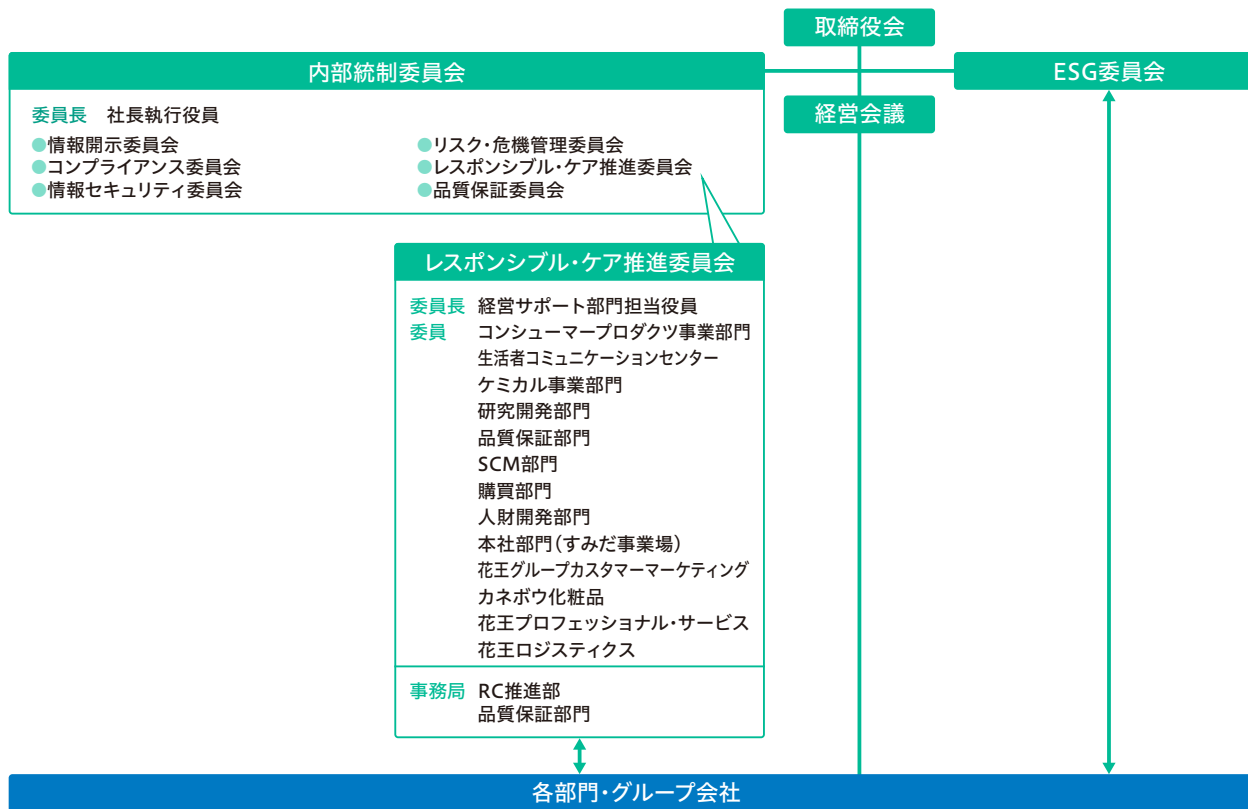 取締役会
内部統制委員会
ESG委員会
経営会議
委員長 社長執行役員
●情報開示委員会
●コンプライアンス委員会
●情報セキュリティ委員会
●リスク・危機管理委員会
●レスポンシブル・ケア推進委員会
●品質保証委員会
レスポンシブル・ケア推進委員会
委員長 経営サポート部門担当役員
委員 コンシューマープロダクツ事業部門
生活者コミュニケーションセンター
ケミカル事業部門
研究開発部門
品質保証部門
SCM部門
購買部門
人財開発部門
本社部門(すみだ事業場)
花王グループカスタマーマーケティング
カネボウ化粧品
花王プロフェッショナル・サービス
花王ロジスティクス
事務局 RC推進部
品質保証部門
各部門・グループ会社